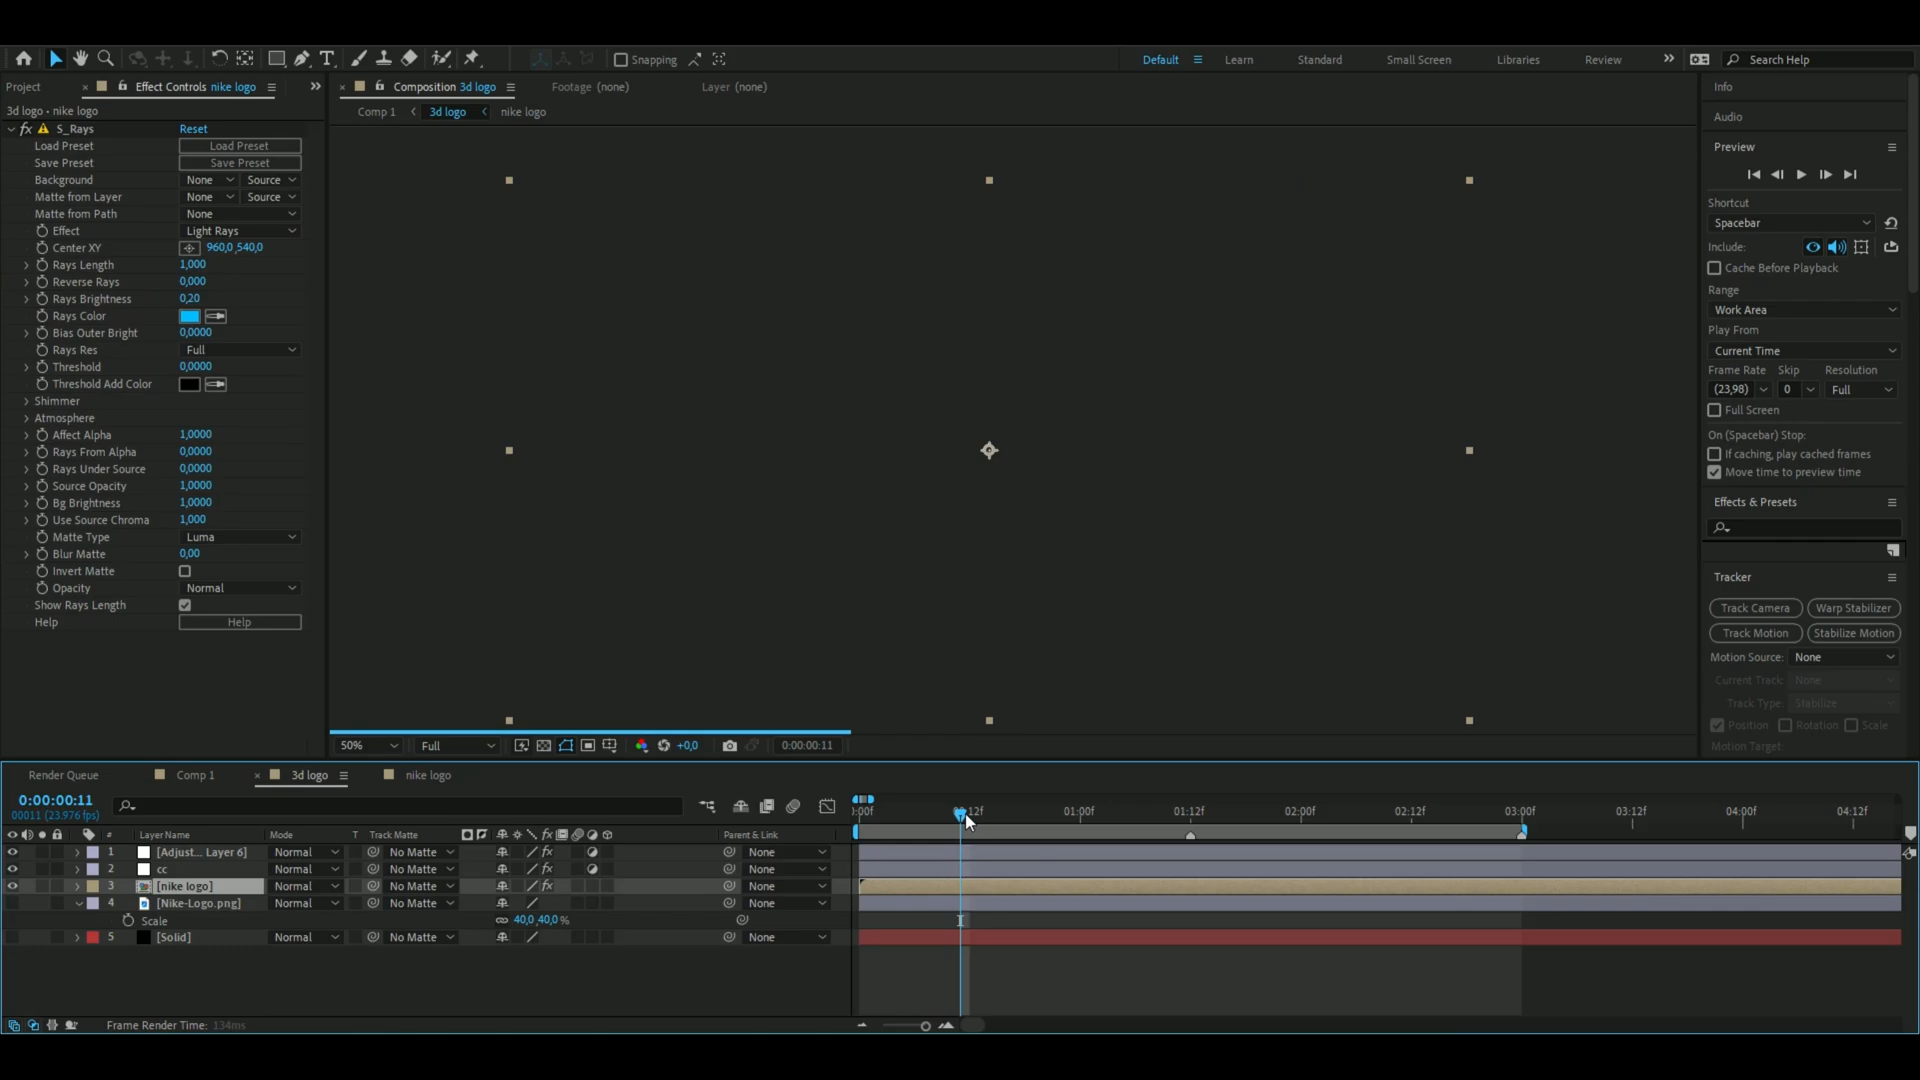 Snapping
Default
Learn
Standard
Small Screen
Libraries
Review
Search Help
Project
Effect Controls nike logo
Composition 3d logo
Footage (none)
Layer (none)
Info
3d logo • nike logo
Comp 1
3d logo
nike logo
Audio
fx S_Rays Reset
Load Preset Load Preset
Save Preset Save Preset
Background None Source
Matte from Layer None Source
Matte from Path None
Effect Light Rays
Center XY 960,0 ,540,0
Rays Length 1,000
Reverse Rays 0,000
Rays Brightness 0,20
Rays Color
Bias Outer Bright 0,0000
Rays Res Full
Threshold 0,0000
Threshold Add Color
Shimmer
Atmosphere
Affect Alpha 1,0000
Rays From Alpha 0,0000
Rays Under Source 0,0000
Source Opacity 1,0000
Bg Brightness 1,0000
Use Source Chroma 1,000
Matte Type Luma
Blur Matte 0,00
Invert Matte
Opacity Normal
Show Rays Length
Help Help
Preview
Shortcut
Spacebar
Include:
Cache Before Playback
Range
Work Area
Play From
Current Time
Frame Rate Skip Resolution
(23,98) 0 Full
Full Screen
On (Spacebar) Stop:
If caching, play cached frames
Move time to preview time
Effects & Presets
Tracker
Track Camera Warp Stabilizer
Track Motion Stabilize Motion
Motion Source: None
Current Track: None
Track Type: Stabilize
Position Rotation Scale
Motion Target:
50% Full +0,0 0:00:00:11
Render Queue Comp 1 3d logo nike logo
0:00:00:11
00011 (23.976 fps)
:00f 12f 01:00f 01:12f 02:00f 02:12f 03:00f 03:12f 04:00f 04:12f
# Layer Name Mode T Track Matte fx Parent & Link
1 [Adjust... Layer 6] Normal No Matte fx None
2 cc Normal No Matte fx None
3 [nike logo] Normal No Matte fx None
4 [Nike-Logo.png] Normal No Matte None
Scale 40,0 ,40,0 %
5 [Solid] Normal No Matte None
Frame Render Time: 134ms